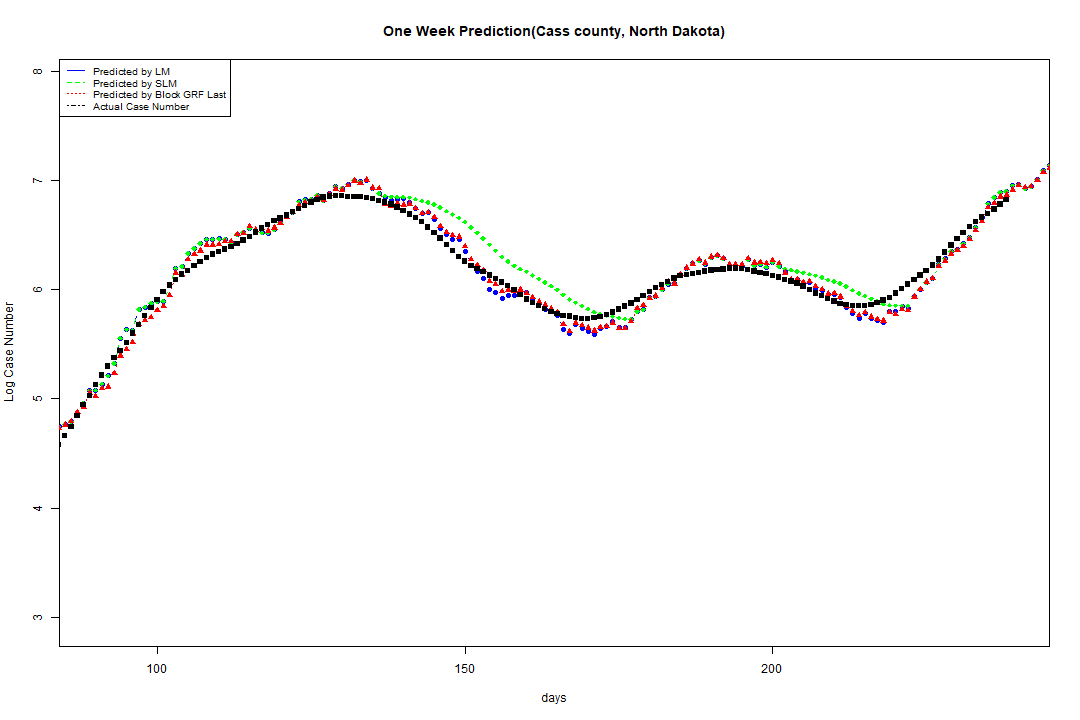 One Week Prediction(Cass county, North Dakota)
Predicted by LM
Predicted by SLM
Predicted by Block GRF Last
Actual Case Number
8
7
6
5
4
3
Log Case Number
100 150 200
days